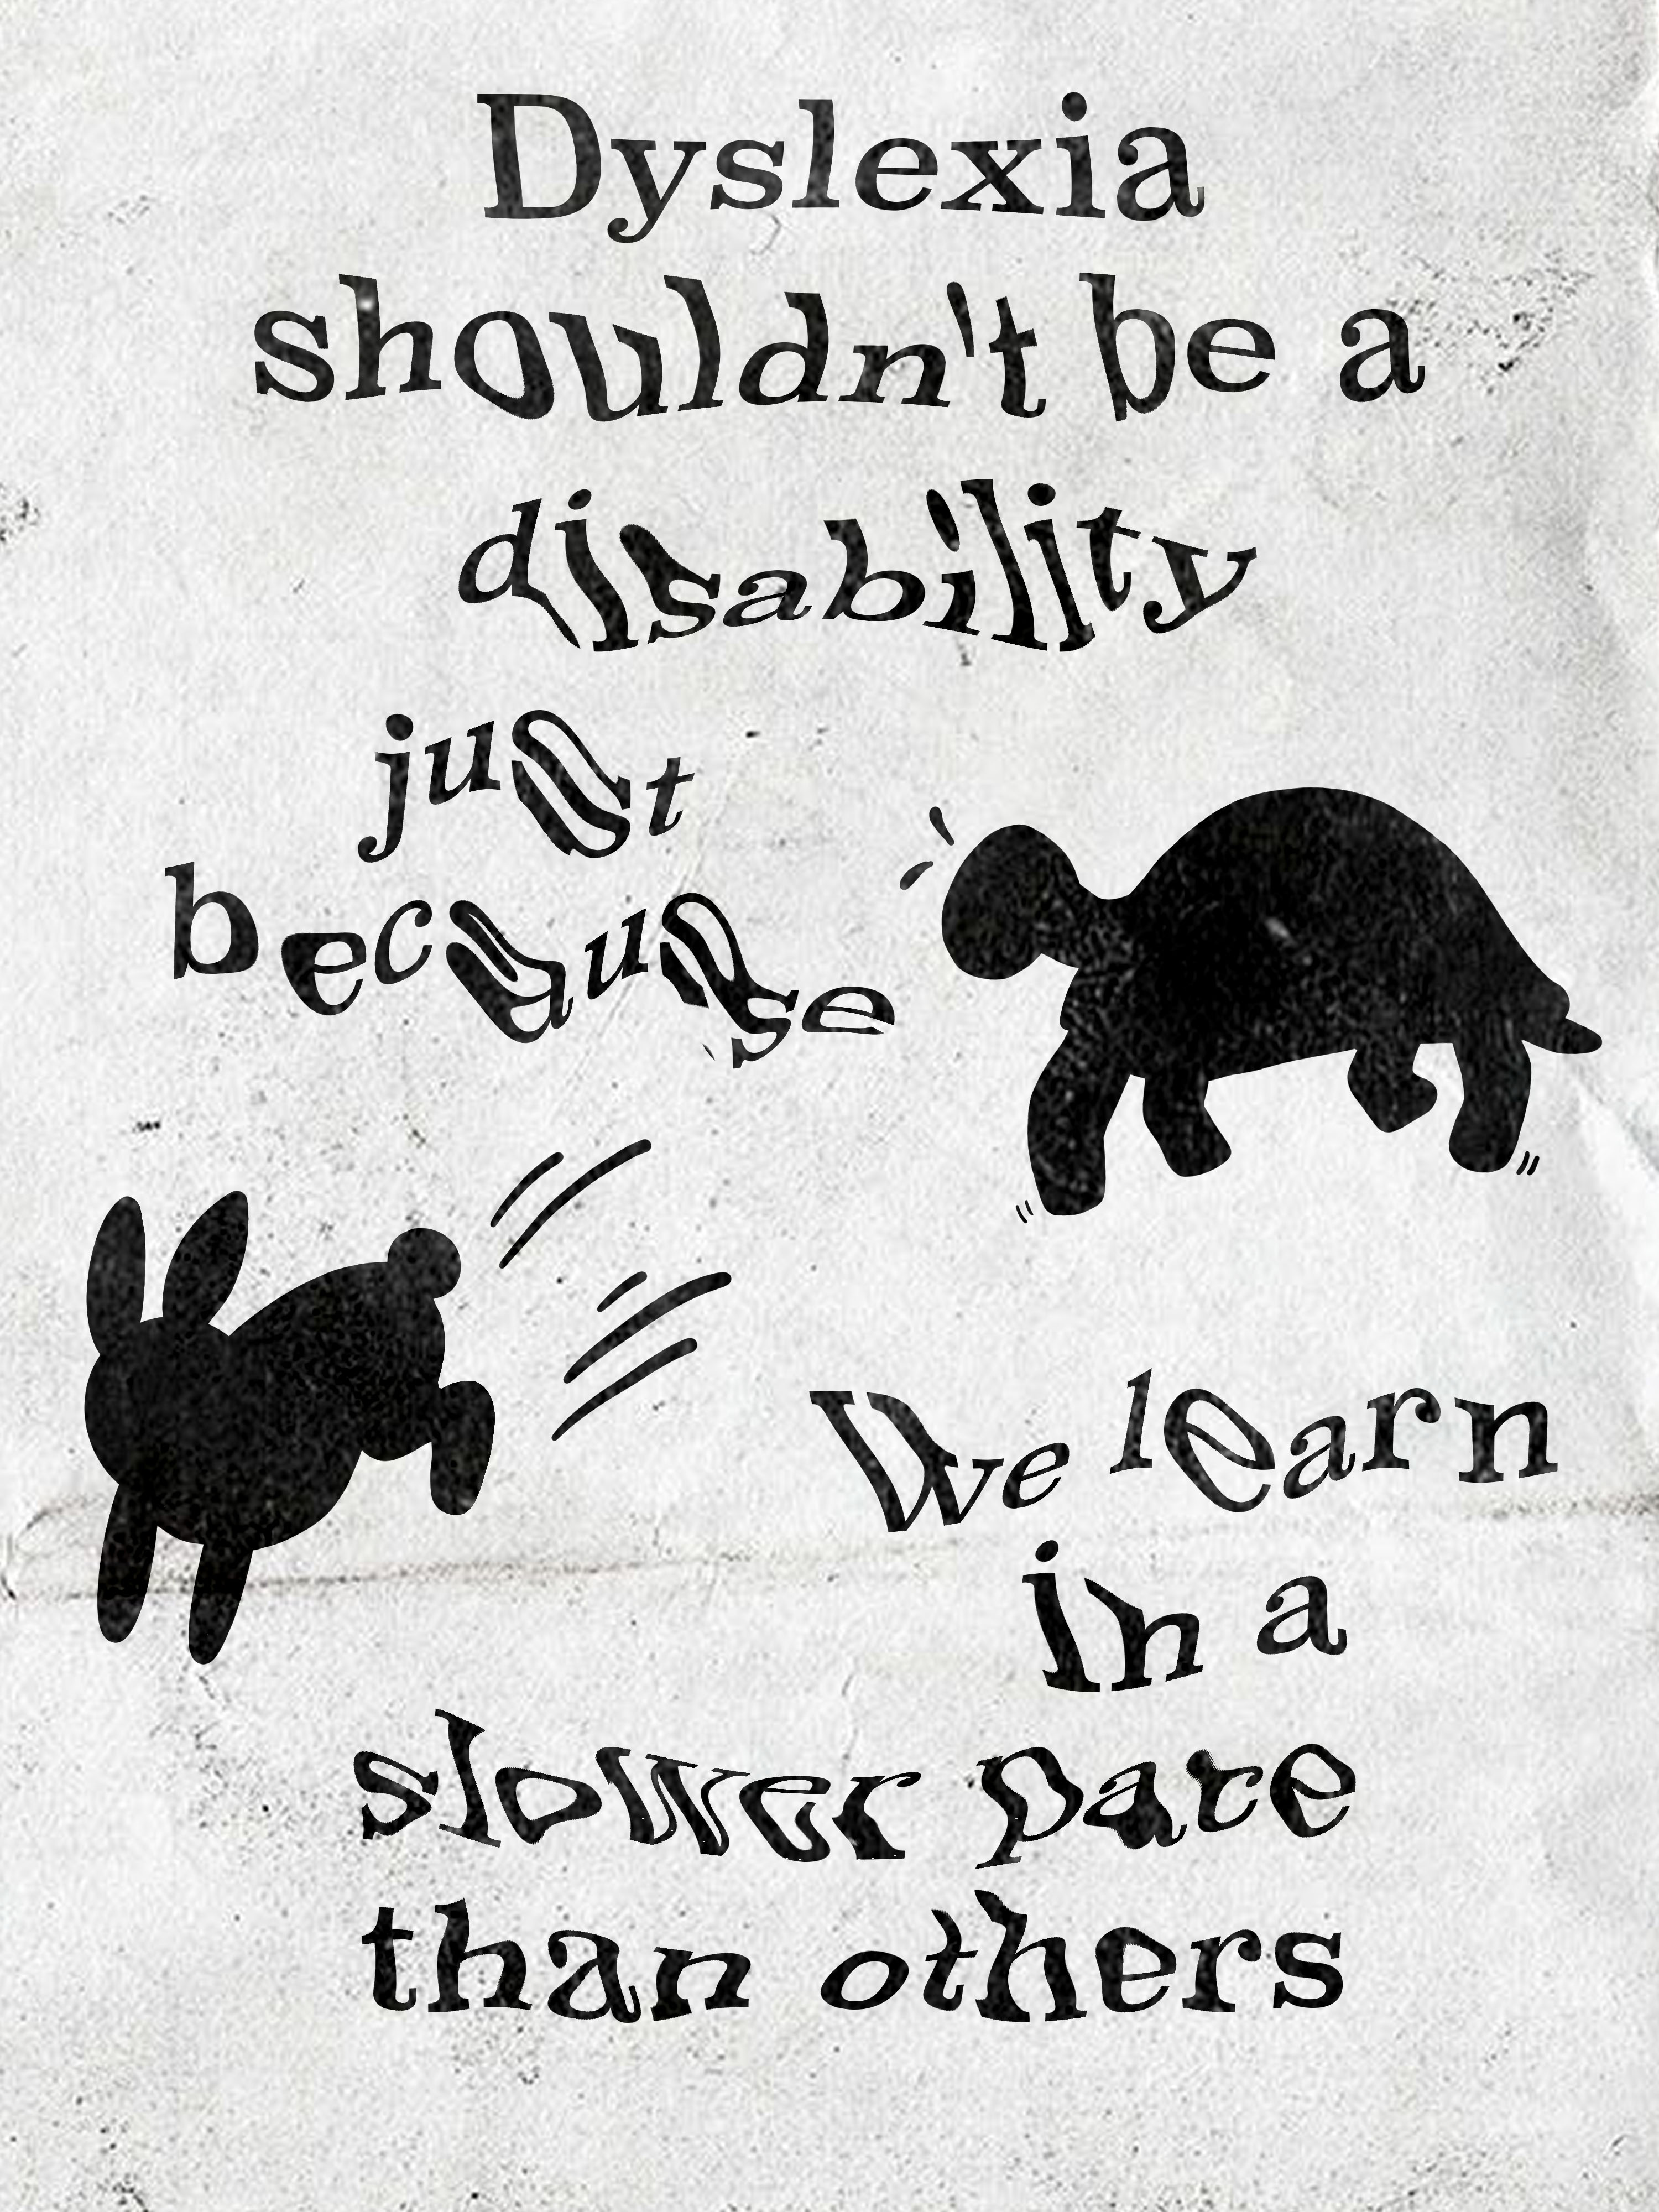 Dyslexia
shouldn't be a
disability
just
because
We learn
in a
slower pace
than others